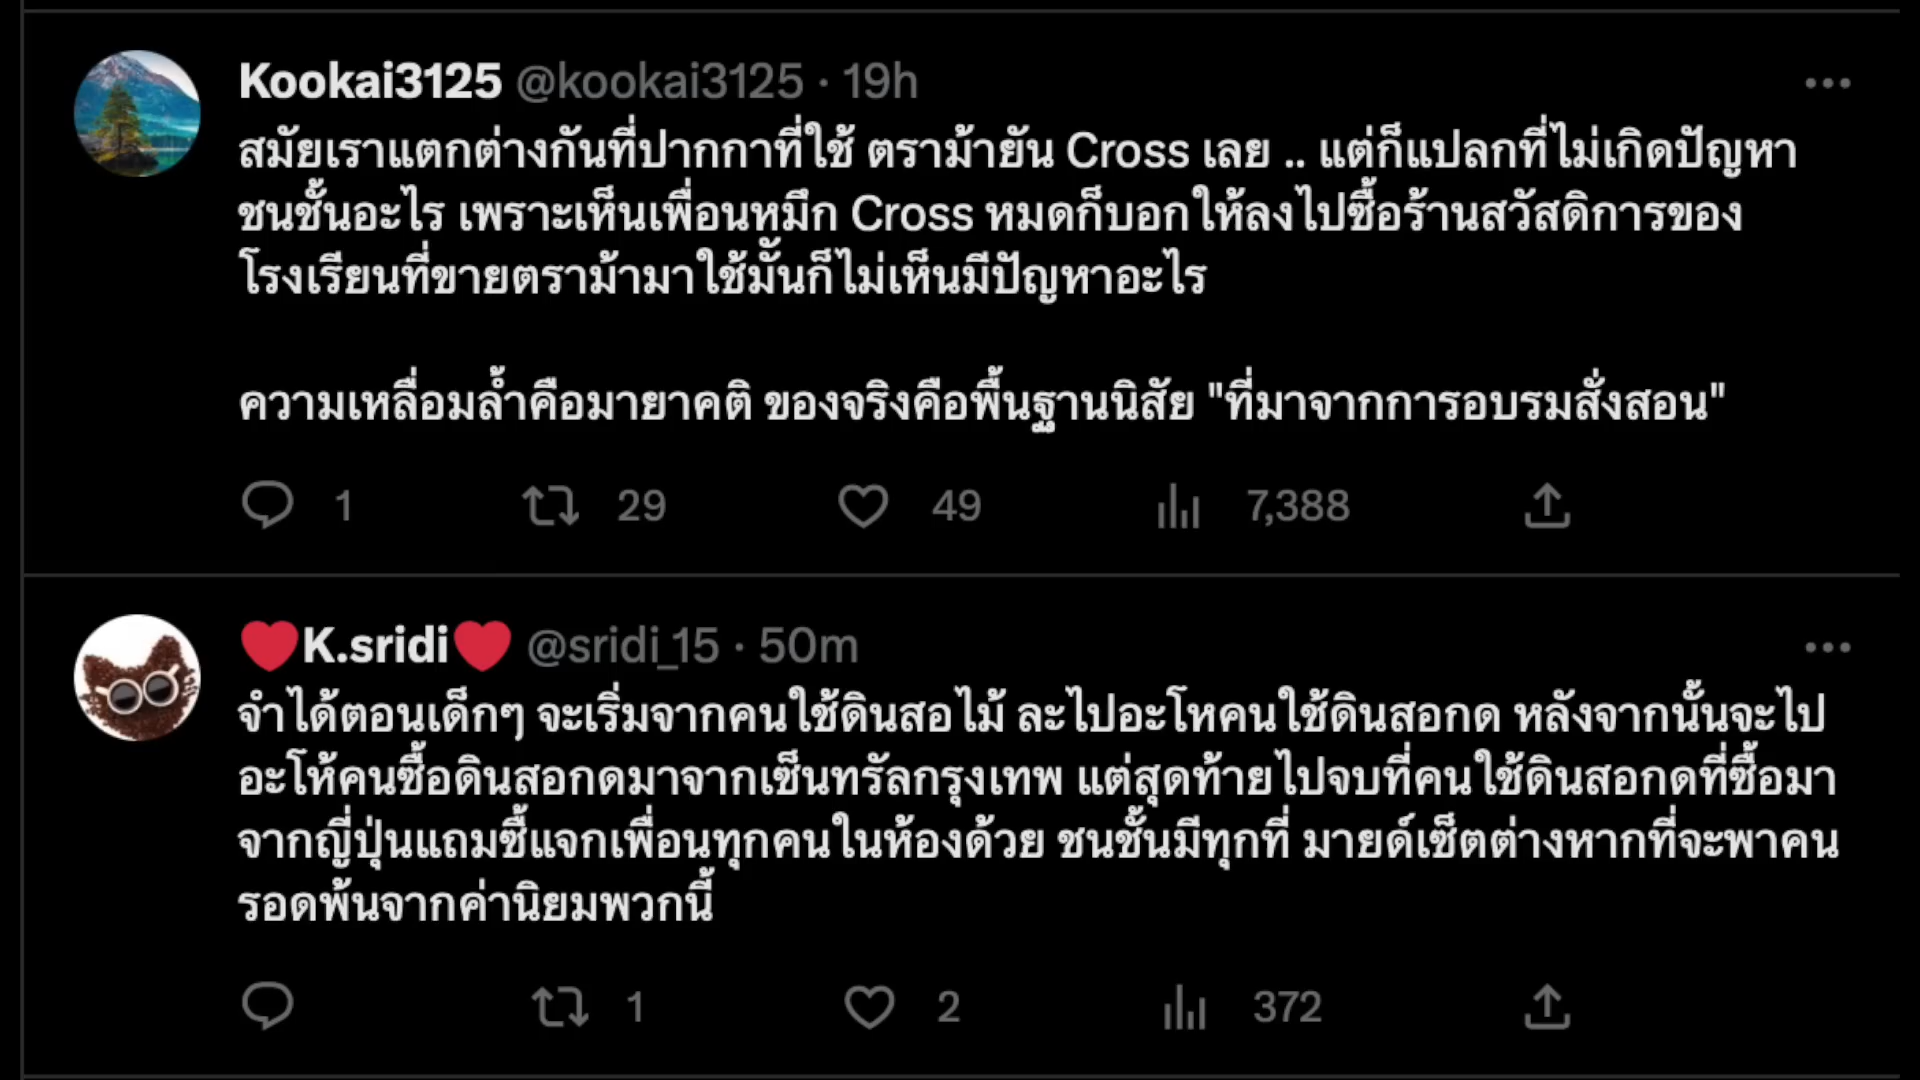 Kookai3125 @kookai3125 · 19h
สมัยเราแตกต่างกันที่ปากกาที่ใช้ ตราม้ายัน Cross เลย .. แต่ก็แปลกที่ไม่เกิดปัญหา
ชนชั้นอะไร เพราะเห็นเพื่อนหมึก Cross หมดก็บอกให้ลงไปซื้อร้านสวัสดิการของ
โรงเรียนที่ขายตราม้ามาใช้มั้นก็ไม่เห็นมีปัญหาอะไร
ความเหลื่อมล้ำคือมายาคติ ของจริงคือพื้นฐานนิสัย "ที่มาจากการอบรมสั่งสอน"
1 29 49 7,388
❤️K.sridi❤️ @sridi_15 · 50m
จำได้ตอนเด็กๆ จะเริ่มจากคนใช้ดินสอไม้ ละไปอะโหคนใช้ดินสอกด หลังจากนั้นจะไป
อะโห้คนซื้อดินสอกดมาจากเซ็นทรัลกรุงเทพ แต่สุดท้ายไปจบที่คนใช้ดินสอกดที่ซื้อมา
จากญี่ปุ่นแถมซื้แจกเพื่อนทุกคนในห้องด้วย ชนชั้นมีทุกที่ มายด์เซ็ตต่างหากที่จะพาคน
รอดพ้นจากค่านิยมพวกนี้
1 2 372